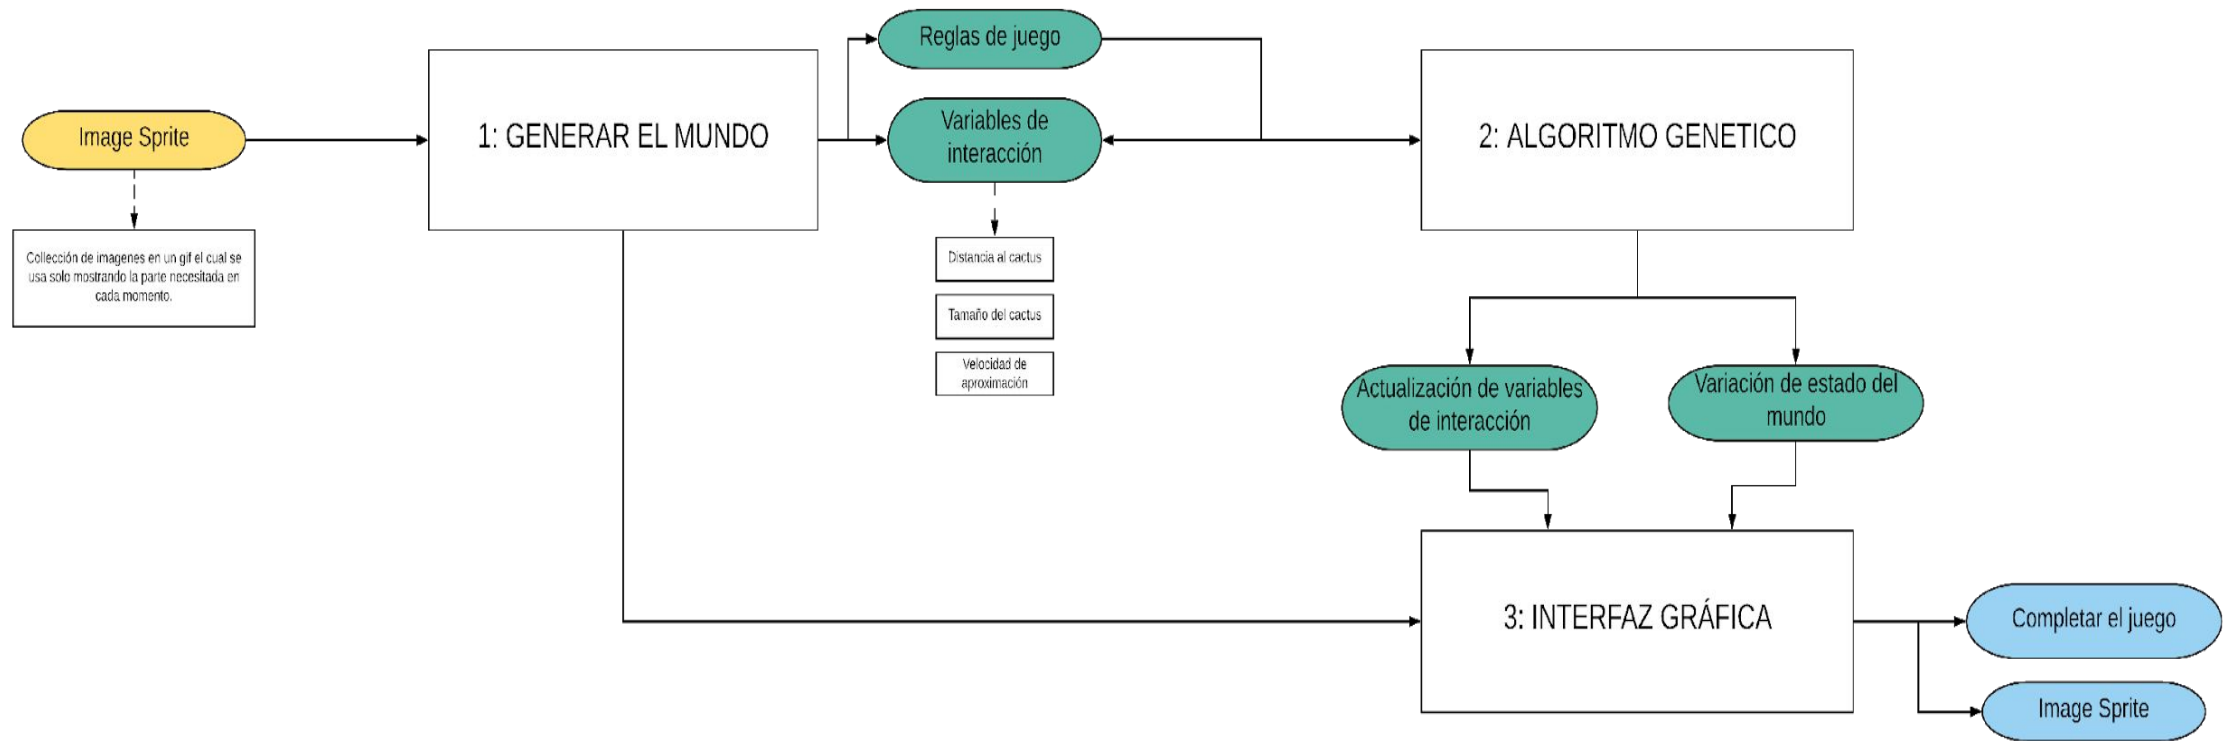 Image Sprite
Collección de imagenes en un gif el cual se
usa solo mostrando la parte necesitada en
cada momento.
1: GENERAR EL MUNDO
Reglas de juego
Variables de
interacción
Distancia al cactus
Tamaño del cactus
Velocidad de
aproximación
2: ALGORITMO GENETICO
Actualización de variables
de interacción
Variación de estado del
mundo
3: INTERFAZ GRÁFICA
Completar el juego
Image Sprite